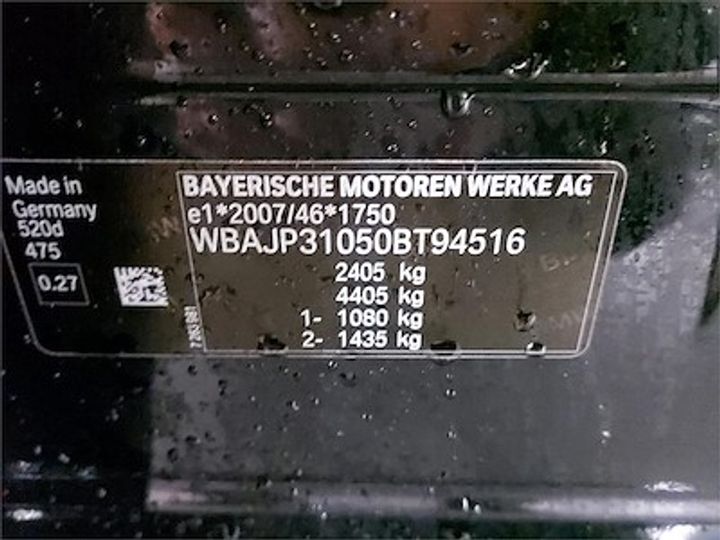 Made in
Germany
520d
475
0.27
BAYERISCHE MOTOREN WERKE AG
e1*2007/46*1750
WBAJP31050BT94516
2405 kg
4405 kg
1- 1080 kg
2- 1435 kg